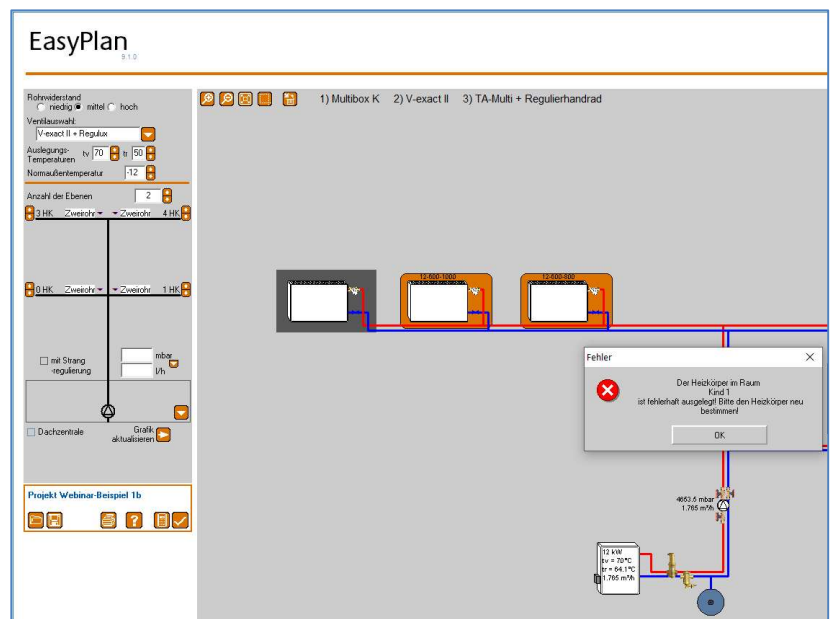 EasyPlan
9.1.0
Rohrwiderstand
niedrig mittel hoch
Ventilauswahl:
V-exact II + Regulux
Auslegungs-
Temperaturen tv 70 tr 50
Normaußentemperatur -12
Anzahl der Ebenen 2
3 HK Zweirohr Zweirohr 4 HK
0 HK Zweirohr Zweirohr 1 HK
mit Strang
-regulierung
mbar
l/h
Dachzentrale
Grafik
aktualisieren
Projekt Webinar-Beispiel 1b
?
1) Multibox K 2) V-exact II 3) TA-Multi + Regulierhandrad
12-600-1000
12-600-800
Fehler
Der Heizkörper im Raum
Kind 1
ist fehlerhaft ausgelegt! Bitte den Heizkörper neu
bestimmen!
OK
4663.6 mbar
1.765 m³/h
12 kW
tv = 70°C
tr = 64.1°C
1.765 m³/h